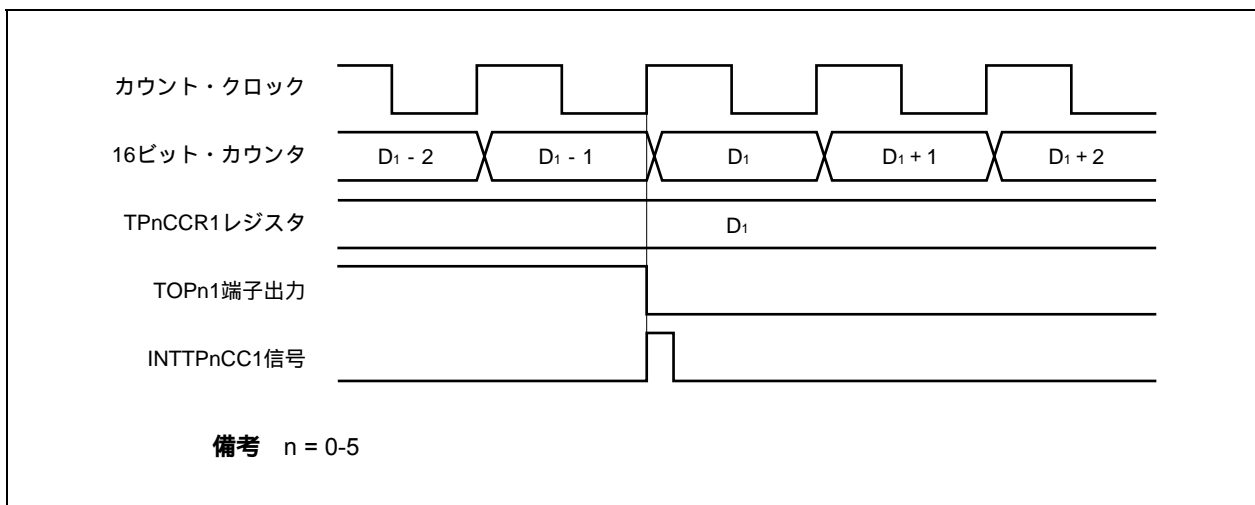 カウント・クロック
16ビット・カウンタ D₁ - 2 D₁ - 1 D₁ D₁ + 1 D₁ + 2
TPnCCR1レジスタ D₁
TOPn1端子出力
INTTPnCC1信号
備考 n = 0-5